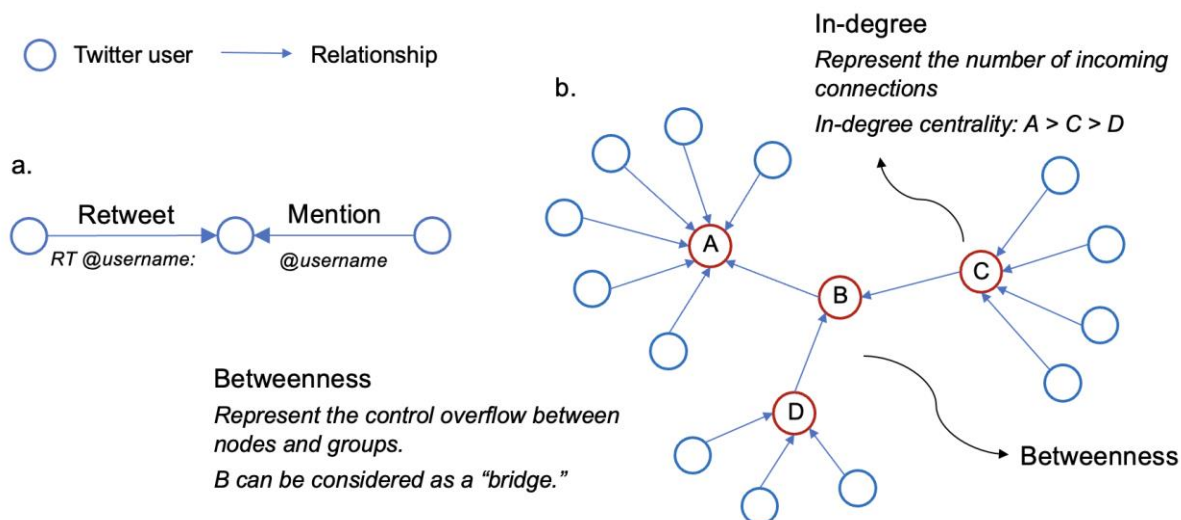 Twitter user
Relationship
a.
Retweet
Mention
RT @username:
@username
Betweenness
Represent the control overflow between
nodes and groups.
B can be considered as a “bridge.”
b.
In-degree
Represent the number of incoming
connections
In-degree centrality: A > C > D
A
B
C
D
Betweenness